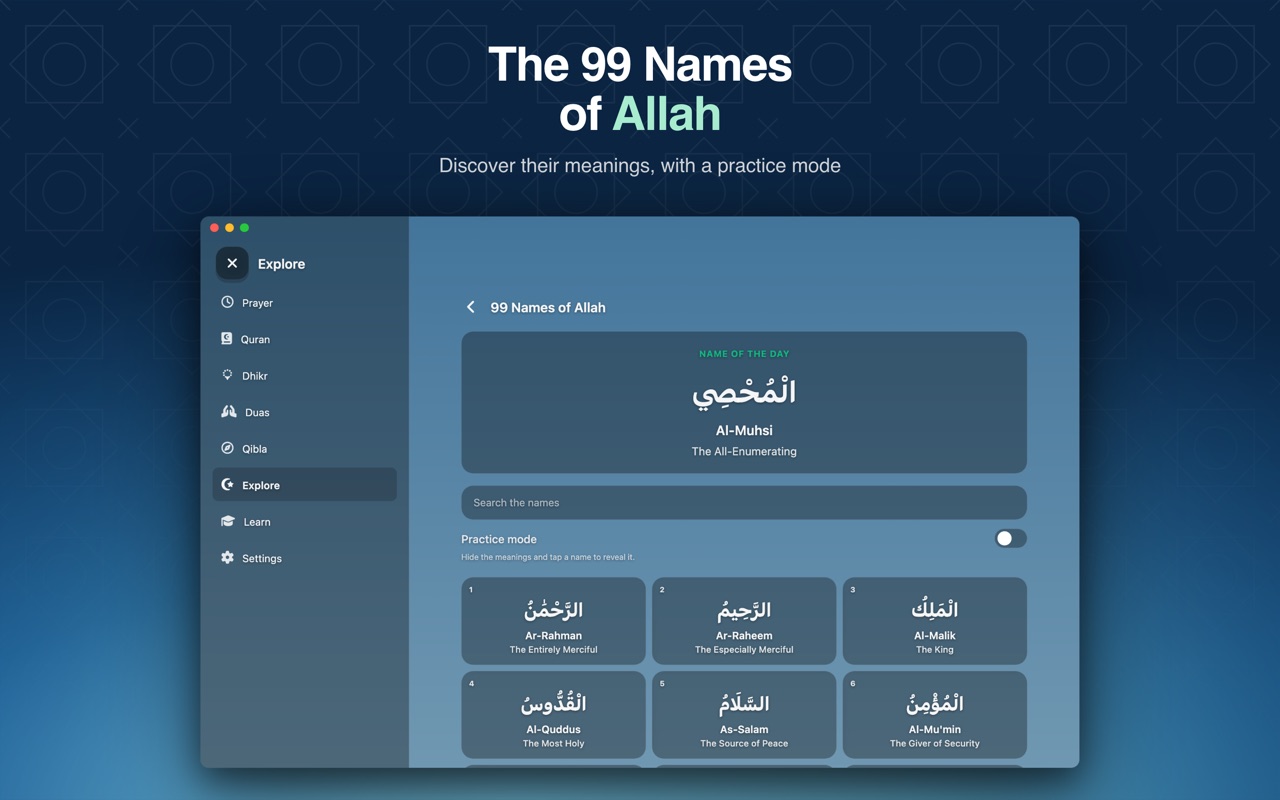 The 99 Names
of Allah
Discover their meanings, with a practice mode
Explore
Prayer
Quran
Dhikr
Duas
Qibla
Explore
Learn
Settings
99 Names of Allah
NAME OF THE DAY
الْمُحْصِي
Al-Muhsi
The All-Enumerating
Search the names
Practice mode
Hide the meanings and tap a name to reveal it.
1
الرَّحْمَٰنُ
Ar-Rahman
The Entirely Merciful
2
الرَّحِيمُ
Ar-Raheem
The Especially Merciful
3
الْمَلِكُ
Al-Malik
The King
4
الْقُدُّوسُ
Al-Quddus
The Most Holy
5
السَّلَامُ
As-Salam
The Source of Peace
6
الْمُؤْمِنُ
Al-Mu'min
The Giver of Security